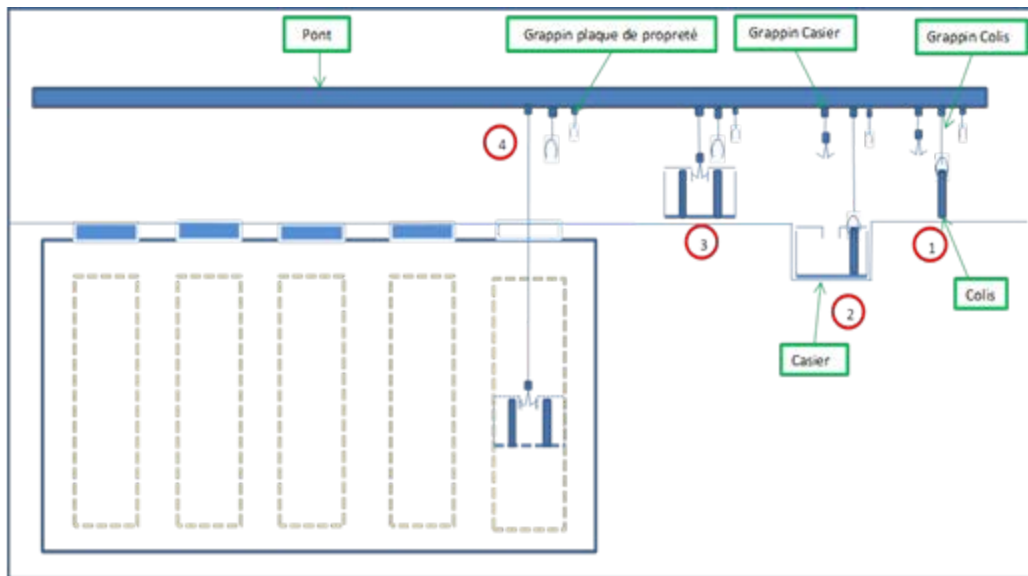 Pont
Grappin plaque de propreté
Grappin Casier
Grappin Colis
4
3
1
2
Colis
Casier